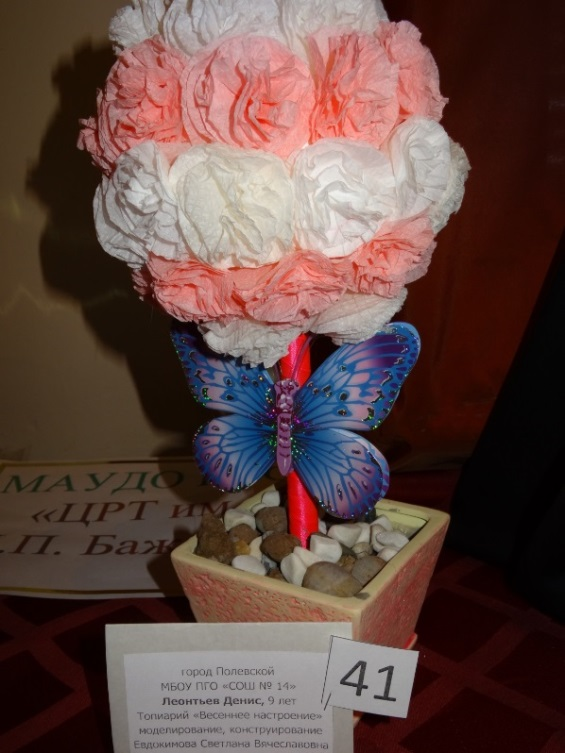 МАУДО
«ЦРТ им
.П. Баж
город Полевской
МБОУ ПГО «СОШ № 14»
Леонтьев Денис, 9 лет
Топиарий «Весеннее настроение»
моделирование, конструирование
Евдокимова Светлана Вячеславовна
41